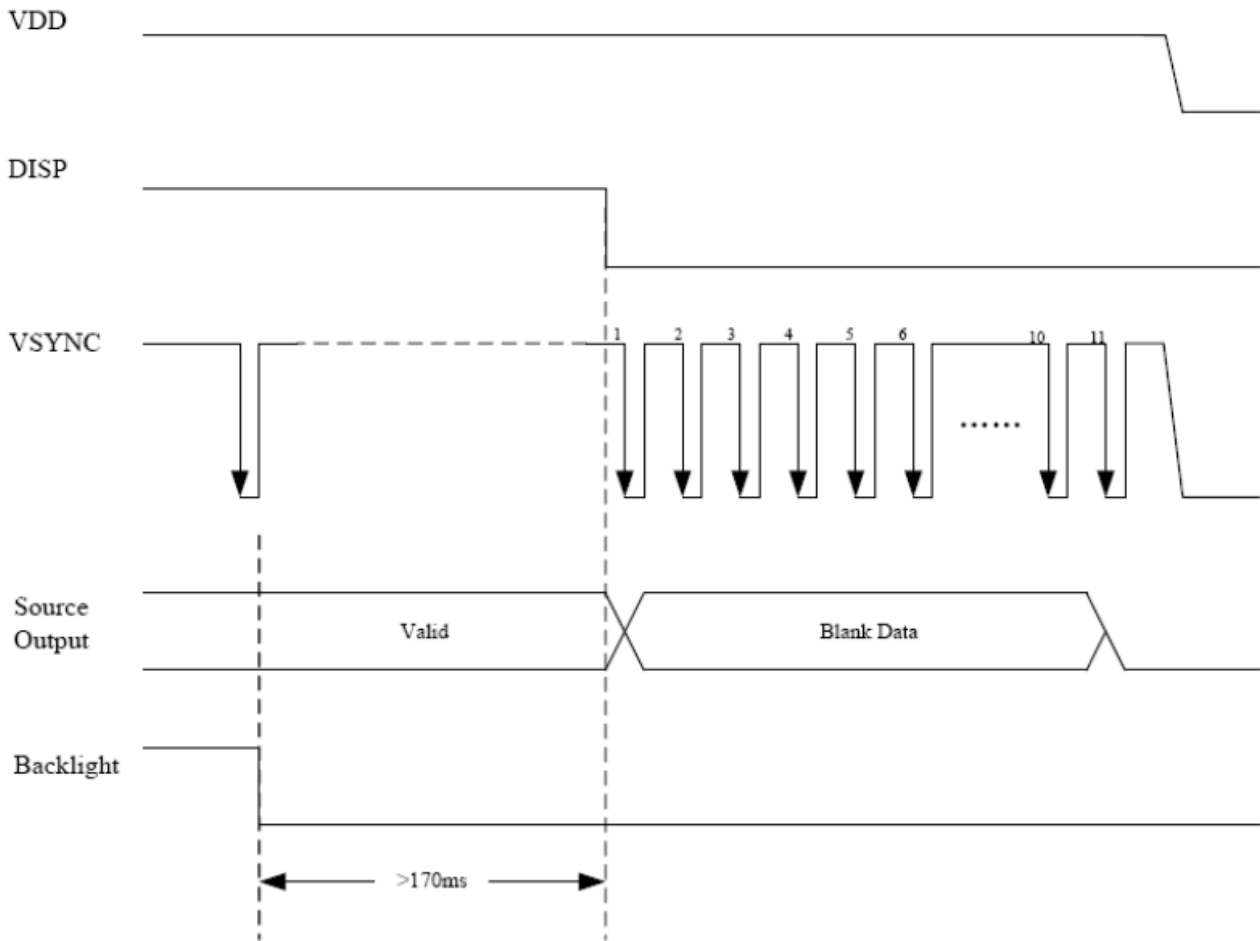 VDD
DISP
VSYNC
1 2 3 4 5 6 10 11
......
Source
Output
Valid
Blank Data
Backlight
>170ms